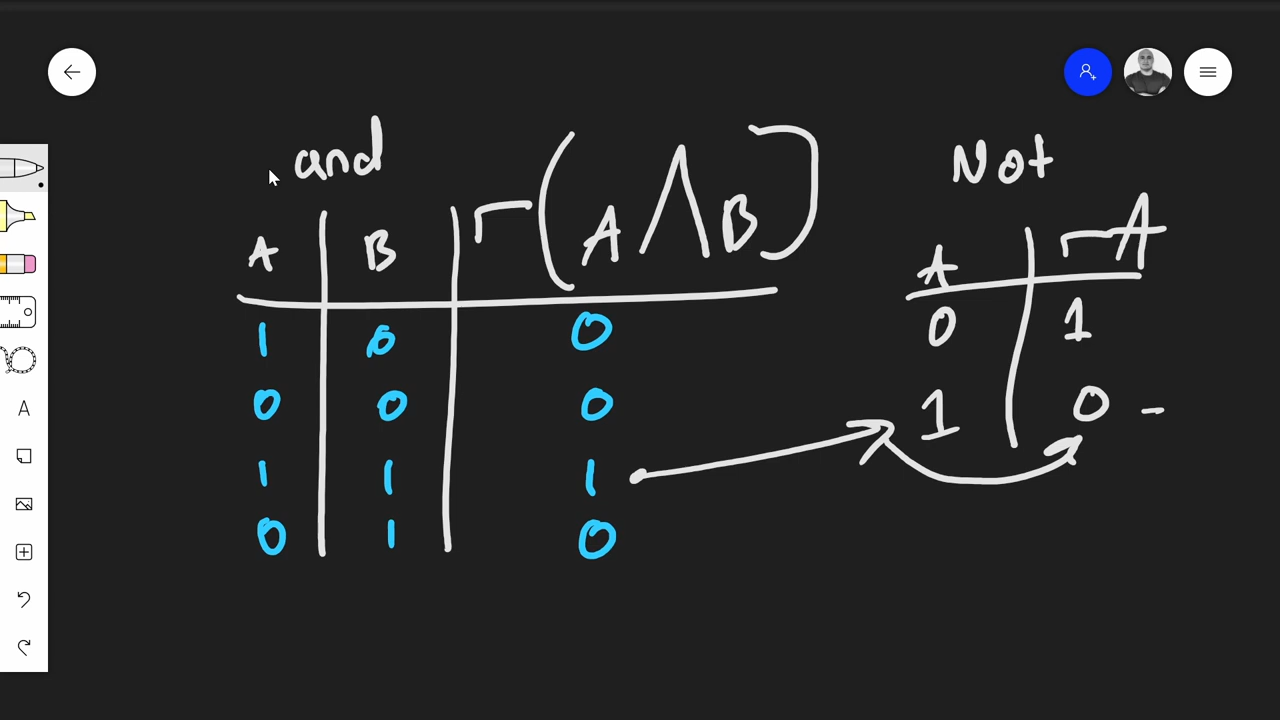 and
A B ¬(A ∧ B)
1 0 0
0 0 0
1 1 1
0 1 0
Not
A ¬A
0 1
1 0 -
A